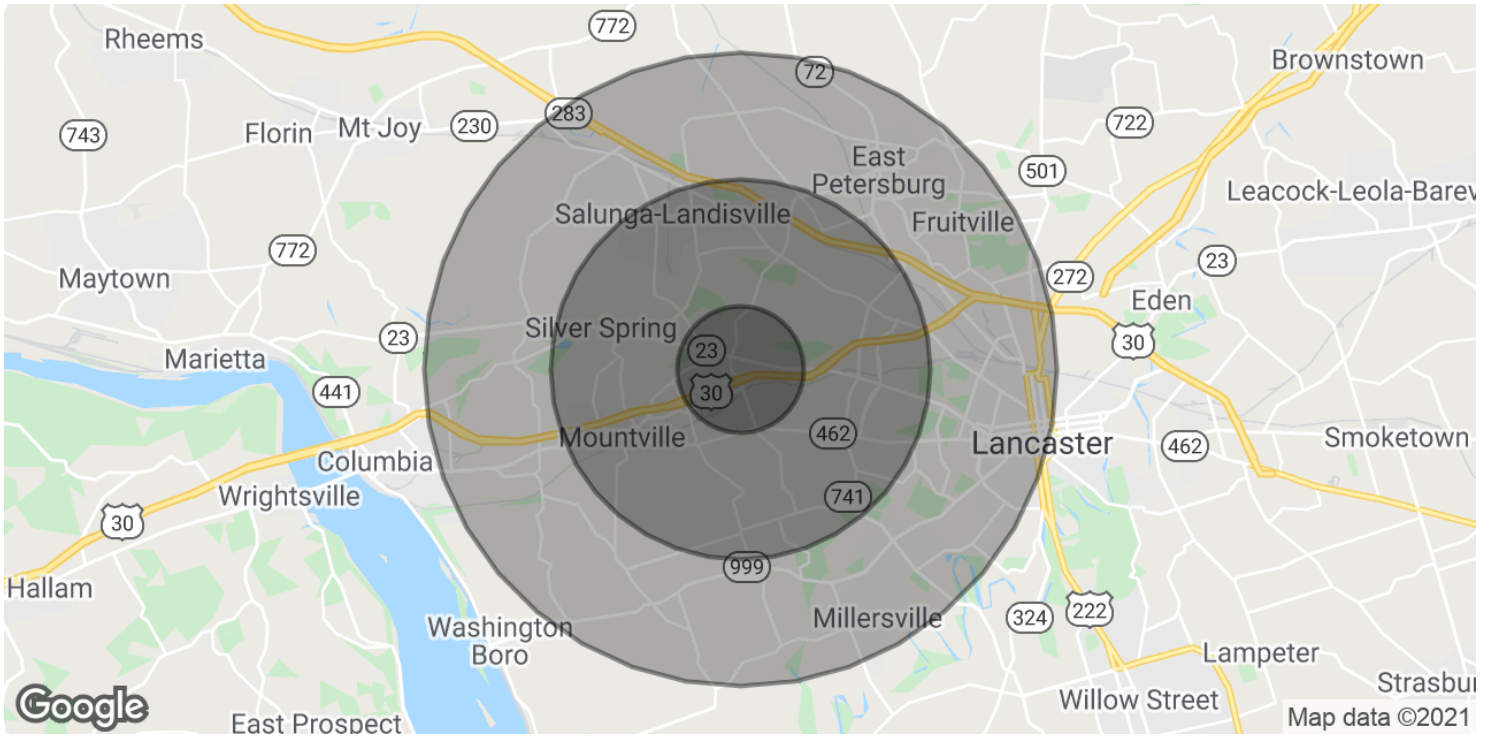 772
Rheems
72
Brownstown
283
743
Florin
Mt Joy
230
722
East
Petersburg
501
Leacock-Leola-Barev
Salunga-Landisville
Fruitville
772
Maytown
23
272
Eden
Silver Spring
23
30
23
Marietta
441
30
Mountville
462
Lancaster
462
Smoketown
Columbia
Wrightsville
741
30
999
Hallam
Millersville
324
222
Washington
Boro
Lampeter
Strasbur
Willow Street
Google
East Prospect
Map data ©2021